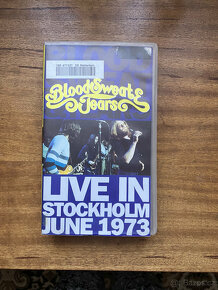 Blood Sweat & Tears
LIVE IN
STOCKHOLM
JUNE 1973